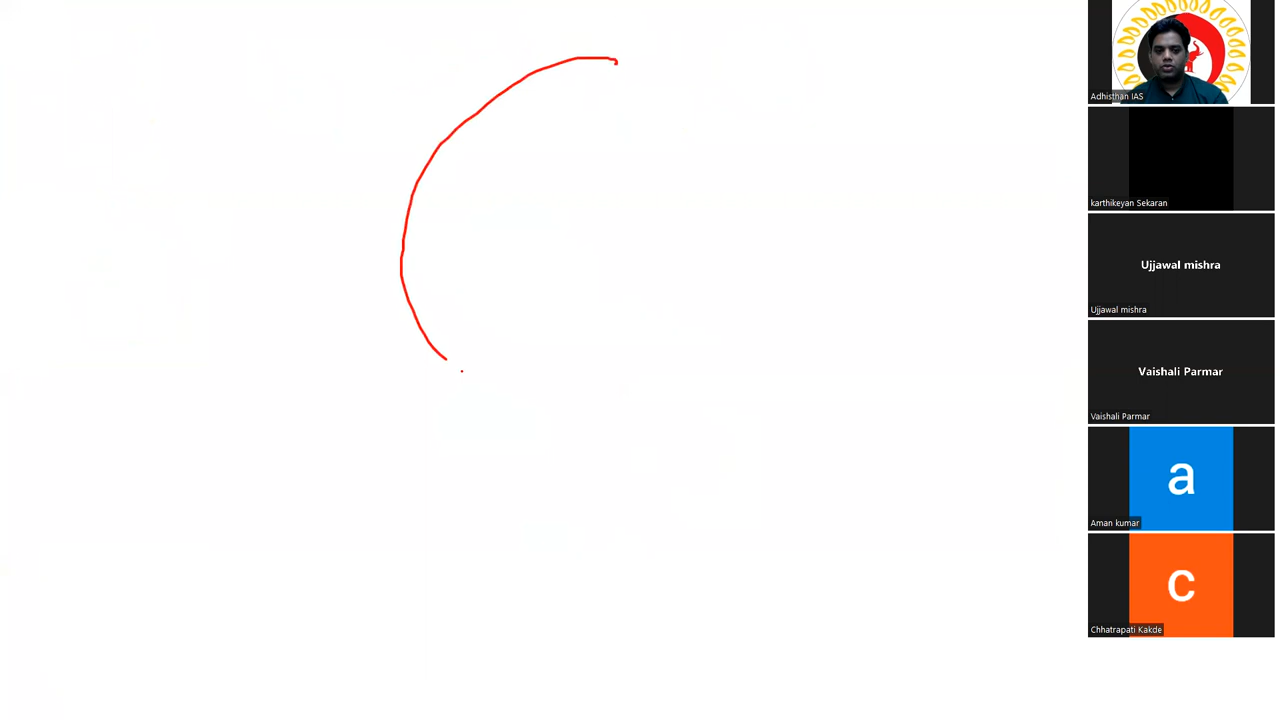 Adhisthan IAS
karthikeyan Sekaran
Ujjawal mishra
Ujjawal mishra
Vaishali Parmar
Vaishali Parmar
a
Aman kumar
c
Chhatrapati Kakde